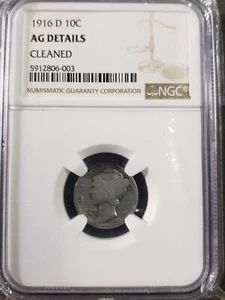 1916 D 10C
AG DETAILS
CLEANED
5912806-003
NUMISMATIC GUARANTY CORPORATION
NGC®